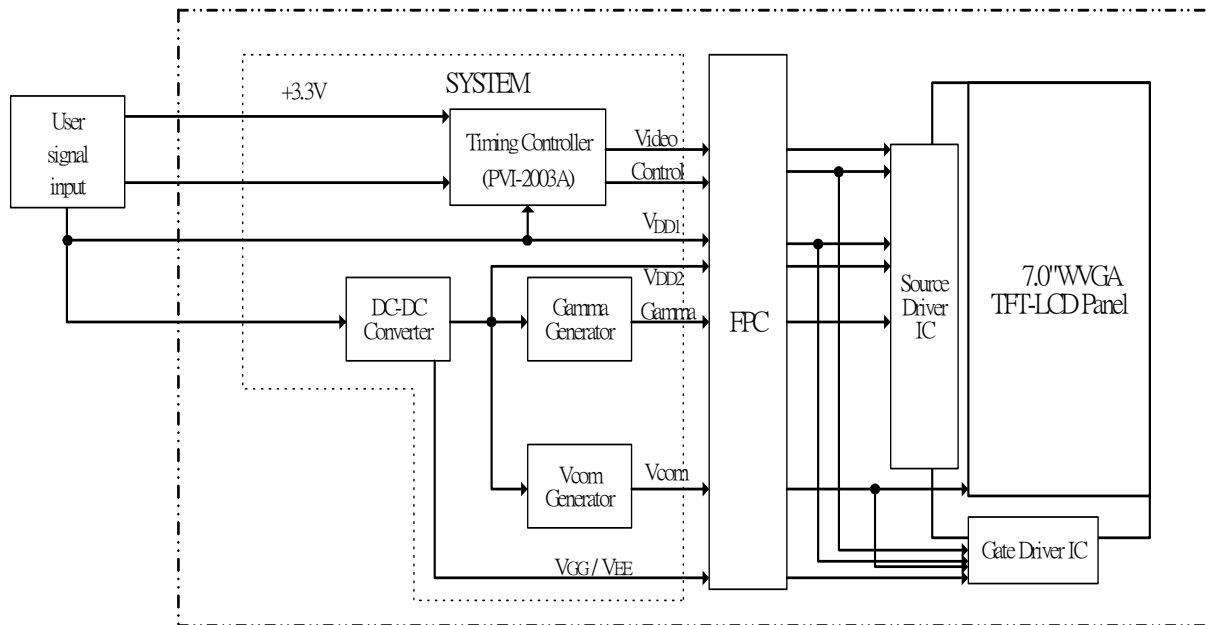 SYSTEM
+3.3V
User
signal
input
Timing Controller
(PVI-2003A)
Video
Control
VDD1
VDD2
DC-DC
Converter
Gamma
Generator
Gamma
FPC
Source
Driver
IC
7.0"WVGA
TFT-LCD Panel
Vcom
Generator
Vcom
VGG / VEE
Gate Driver IC